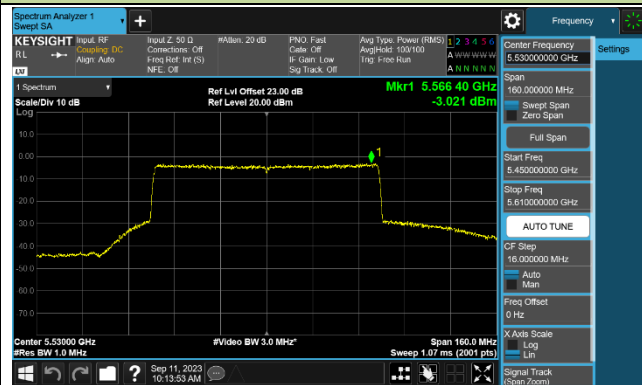 Spectrum Analyzer 1
Swept SA
Frequency
KEYSIGHT
RL
LXI
Input: RF
Coupling: DC
Align: Auto
Input Z: 50 Ω
Corrections: Off
Freq Ref: Int (S)
NFE: Off
#Atten: 20 dB
PNO: Fast
Gate: Off
IF Gain: Low
Sig Track: Off
Avg Type: Power (RMS)
Avg|Hold: 100/100
Trig: Free Run
1 2 3 4 5 6
A W W W W W
A N N N N N
1 Spectrum
Scale/Div 10 dB
Log
Ref Lvl Offset 23.00 dB
Ref Level 20.00 dBm
Mkr1 5.566 40 GHz
-3.021 dBm
10.0
0.00
10.0
20.0
30.0
40.0
50.0
60.0
70.0
1
Center 5.53000 GHz
#Res BW 1.0 MHz
#Video BW 3.0 MHz*
Span 160.0 MHz
Sweep 1.07 ms (2001 pts)
Center Frequency
5.530000000 GHz
Settings
Span
160.000000 MHz
Swept Span
Zero Span
Full Span
Start Freq
5.450000000 GHz
Stop Freq
5.610000000 GHz
AUTO TUNE
CF Step
16.000000 MHz
Auto
Man
Freq Offset
0 Hz
X Axis Scale
Log
Lin
Signal Track
(Span Zoom)
Sep 11, 2023
10:13:53 AM